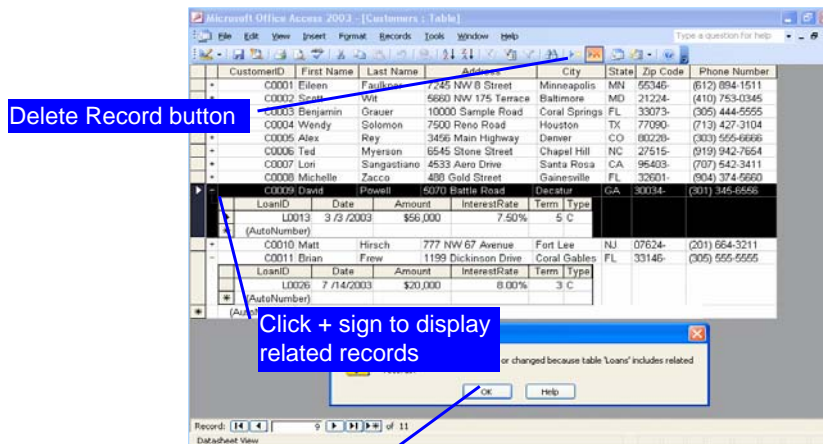 Microsoft Office Access 2003 - [Customers : Table]
File Edit View Insert Format Records Tools Window Help Type a question for help
CustomerID First Name Last Name Address City State Zip Code Phone Number
C0001 Eileen Faulkner 7245 NW 8 Street Minneapolis MN 55346- (612) 894-1511
Delete Record button
C0002 Scott Wit 5660 NW 175 Terrace Baltimore MD 21224- (410) 753-0345
C0003 Benjamin Grauer 10000 Sample Road Coral Springs FL 33073- (305) 444-5555
C0004 Wendy Solomon 7500 Reno Road Houston TX 77090- (713) 427-3104
C0005 Alex Rey 3456 Main Highway Denver CO 80228- (303) 555-6666
C0006 Ted Myerson 6545 Stone Street Chapel Hill NC 27515- (919) 942-7654
C0007 Lori Sangastiano 4533 Aero Drive Santa Rosa CA 95403- (707) 542-3411
C0008 Michelle Zacco 488 Gold Street Gainesville FL 32601- (904) 374-5660
C0009 David Powell 5070 Battle Road Decatur GA 30034- (301) 345-6556
LoanID Date Amount InterestRate Term Type
L0013 3 /3 /2003 $56,000 7.50% 5 C
(AutoNumber)
C0010 Matt Hirsch 777 NW 67 Avenue Fort Lee NJ 07624- (201) 664-3211
C0011 Brian Frew 1199 Dickinson Drive Coral Gables FL 33146- (305) 555-5555
LoanID Date Amount InterestRate Term Type
L0026 7 /14/2003 $20,000 8.00% 3 C
(AutoNumber)
Click + sign to display
related records
or changed because table 'Loans' includes related
OK Help
Record: 9 of 11
Datasheet View